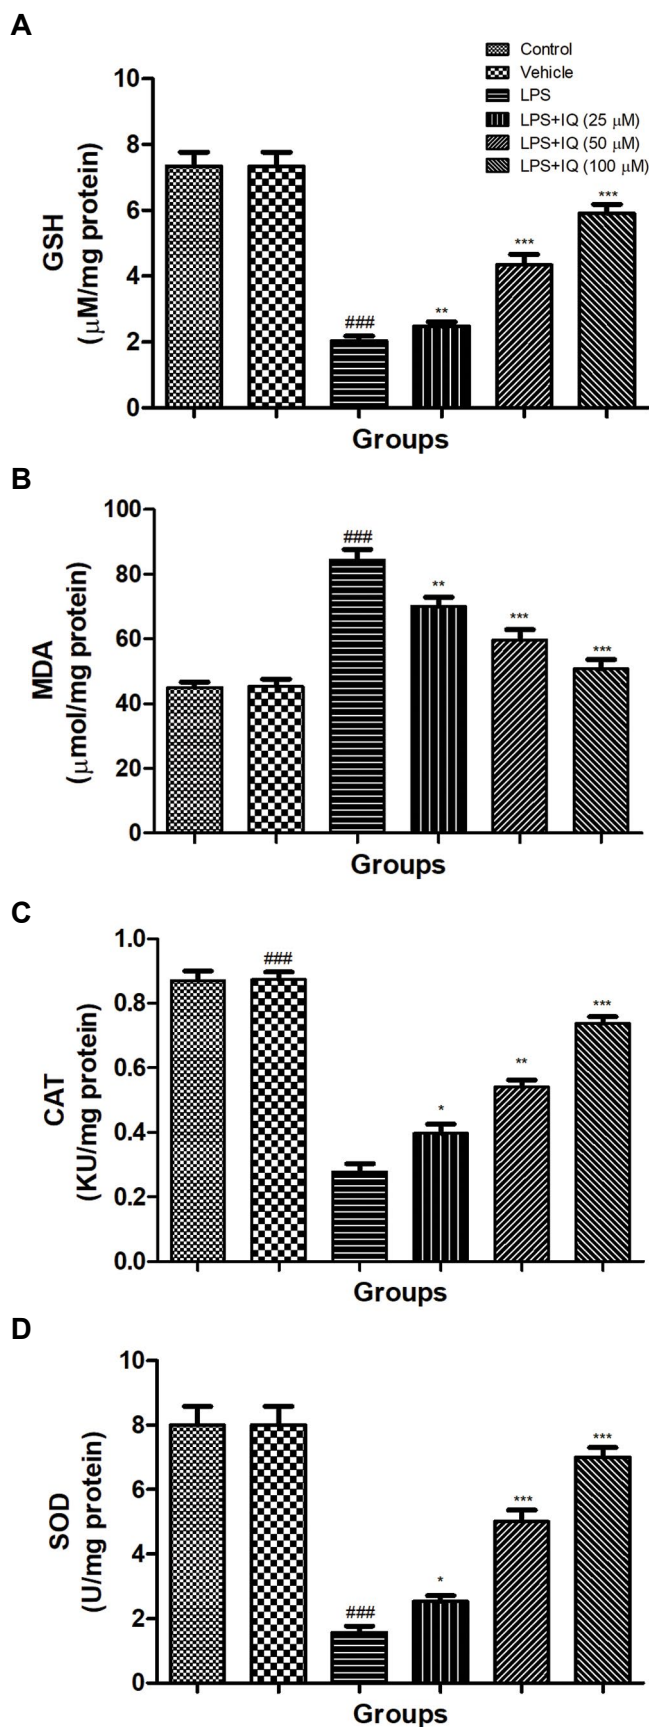 A
Control
Vehicle
LPS
LPS+IQ (25 μM)
LPS+IQ (50 μM)
LPS+IQ (100 μM)
10
8
6
4
2
0
GSH
(μM/mg protein)
###
**
***
***
Groups
B
100
80
60
40
20
0
MDA
(μmol/mg protein)
###
**
***
***
Groups
C
1.0
0.8
0.6
0.4
0.2
0.0
CAT
(KU/mg protein)
###
*
**
***
Groups
D
10
8
6
4
2
0
SOD
(U/mg protein)
###
*
***
***
Groups